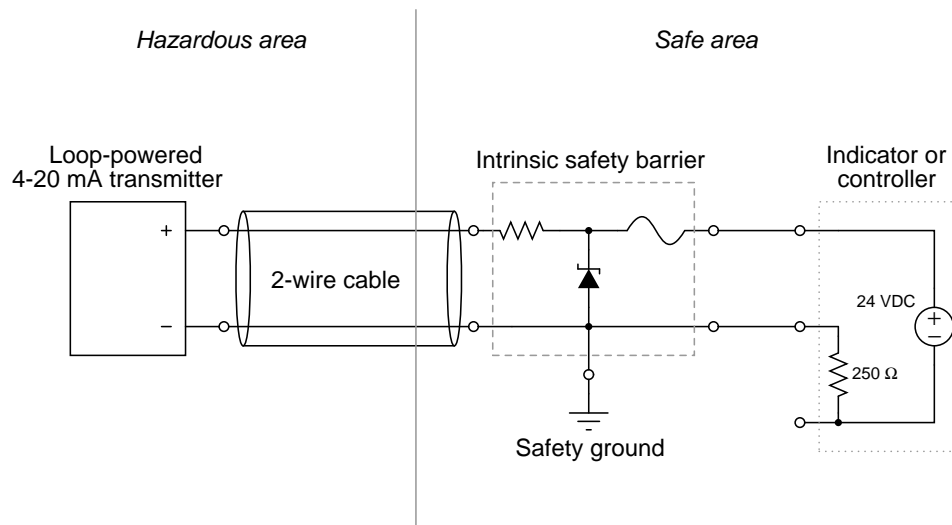 Hazardous area
Safe area
Loop-powered
4-20 mA transmitter
Intrinsic safety barrier
Indicator or
controller
+
−
2-wire cable
24 VDC
+
−
250 Ω
Safety ground